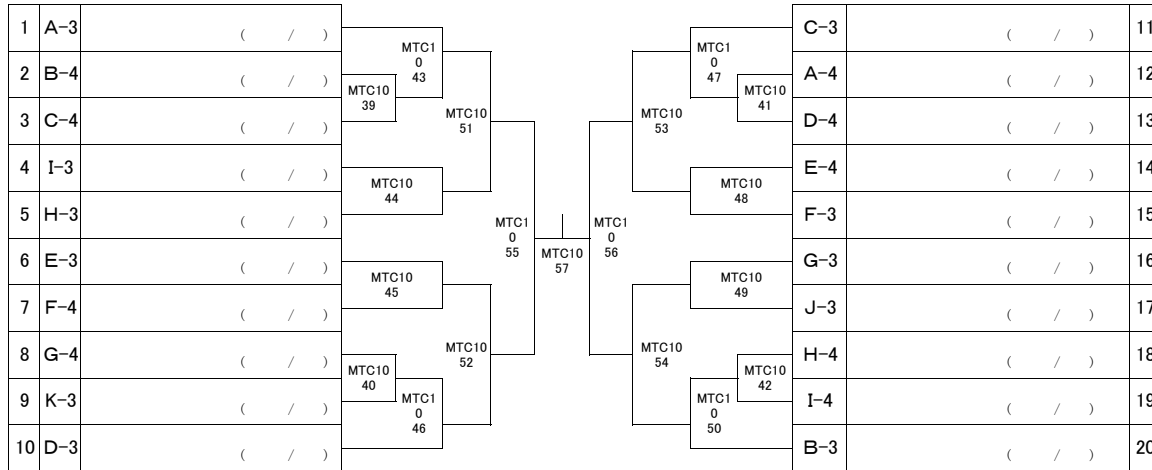 1 A-3 ( / )
2 B-4 ( / )
3 C-4 ( / )
4 I-3 ( / )
5 H-3 ( / )
6 E-3 ( / )
7 F-4 ( / )
8 G-4 ( / )
9 K-3 ( / )
10 D-3 ( / )
MTC1
0
43
MTC10
39
MTC10
51
MTC10
44
MTC10
45
MTC10
52
MTC10
40
MTC1
0
46
MTC1
0
55
MTC10
57
MTC1
0
56
MTC10
53
MTC10
54
MTC1
0
47
MTC10
41
MTC10
48
MTC10
49
MTC10
42
MTC1
0
50
C-3 ( / ) 11
A-4 ( / ) 12
D-4 ( / ) 13
E-4 ( / ) 14
F-3 ( / ) 15
G-3 ( / ) 16
J-3 ( / ) 17
H-4 ( / ) 18
I-4 ( / ) 19
B-3 ( / ) 20